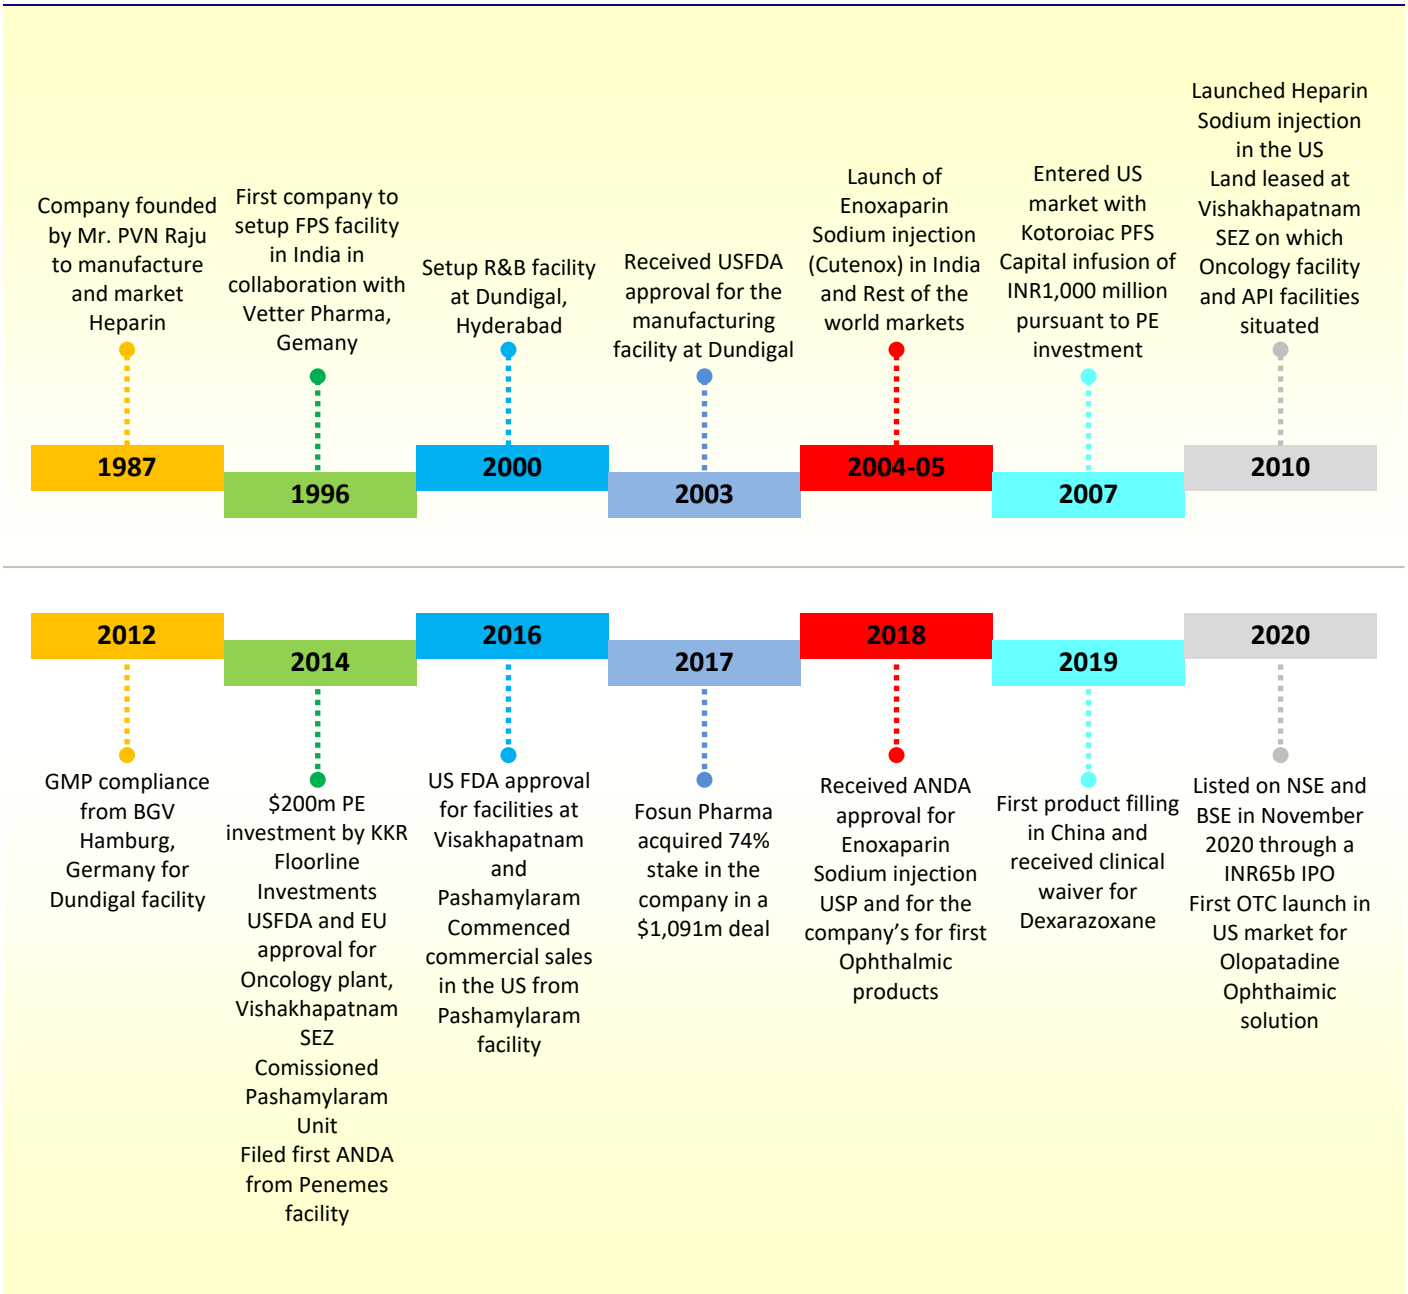 Company founded
by Mr. PVN Raju
to manufacture
and market
Heparin
First company to
setup FPS facility
in India in
collaboration with
Vetter Pharma,
Gemany
Setup R&B facility
at Dundigal,
Hyderabad
Received USFDA
approval for the
manufacturing
facility at Dundigal
Launch of
Enoxaparin
Sodium injection
(Cutenox) in India
and Rest of the
world markets
Entered US
market with
Kotoroiac PFS
Capital infusion of
INR1,000 million
pursuant to PE
investment
Launched Heparin
Sodium injection
in the US
Land leased at
Vishakhapatnam
SEZ on which
Oncology facility
and API facilities
situated
1987
1996
2000
2003
2004-05
2007
2010
2012
2014
2016
2017
2018
2019
2020
GMP compliance
from BGV
Hamburg,
Germany for
Dundigal facility
$200m PE
investment by KKR
Floorline
Investments
USFDA and EU
approval for
Oncology plant,
Vishakhapatnam
SEZ
Comissioned
Pashamylaram
Unit
Filed first ANDA
from Penemes
facility
US FDA approval
for facilities at
Visakhapatnam
and
Pashamylaram
Commenced
commercial sales
in the US from
Pashamylaram
facility
Fosun Pharma
acquired 74%
stake in the
company in a
$1,091m deal
Received ANDA
approval for
Enoxaparin
Sodium injection
USP and for the
company’s for first
Ophthalmic
products
First product filling
in China and
received clinical
waiver for
Dexarazoxane
Listed on NSE and
BSE in November
2020 through a
INR65b IPO
First OTC launch in
US market for
Olopatadine
Ophthaimic
solution